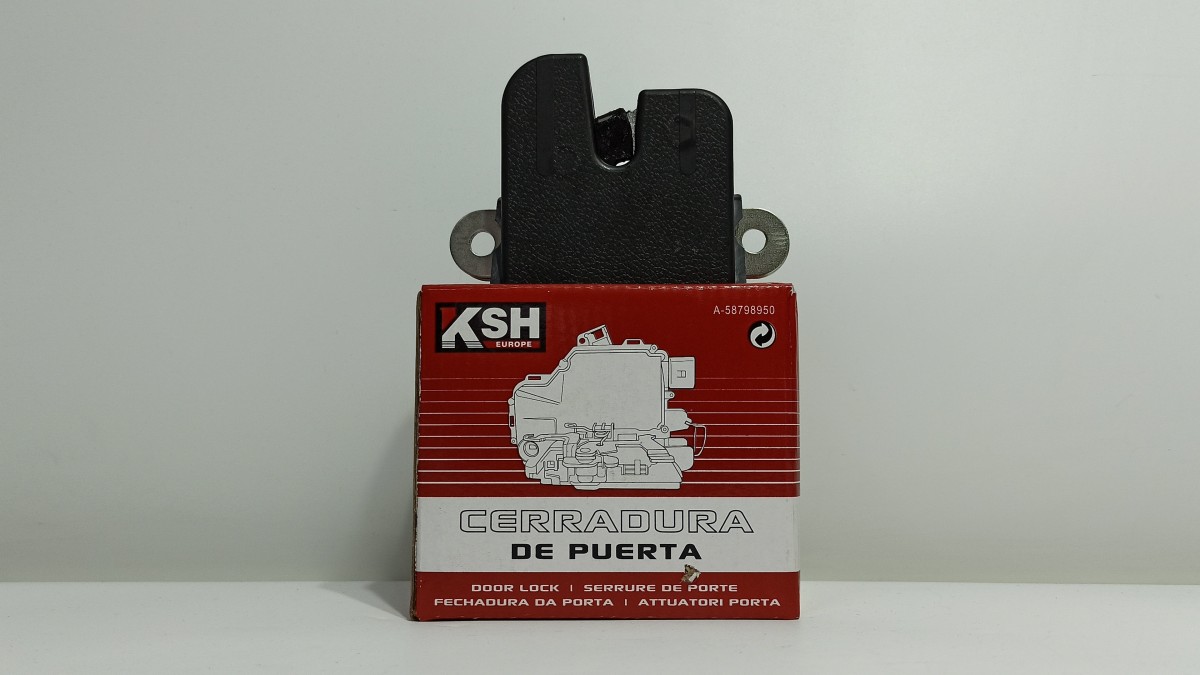 KSH
EUROPE
A-58798950
CERRADURA
DE PUERTA
DOOR LOCK | SERRURE DE PORTE
FECHADURA DA PORTA | ATTUATORI PORTA